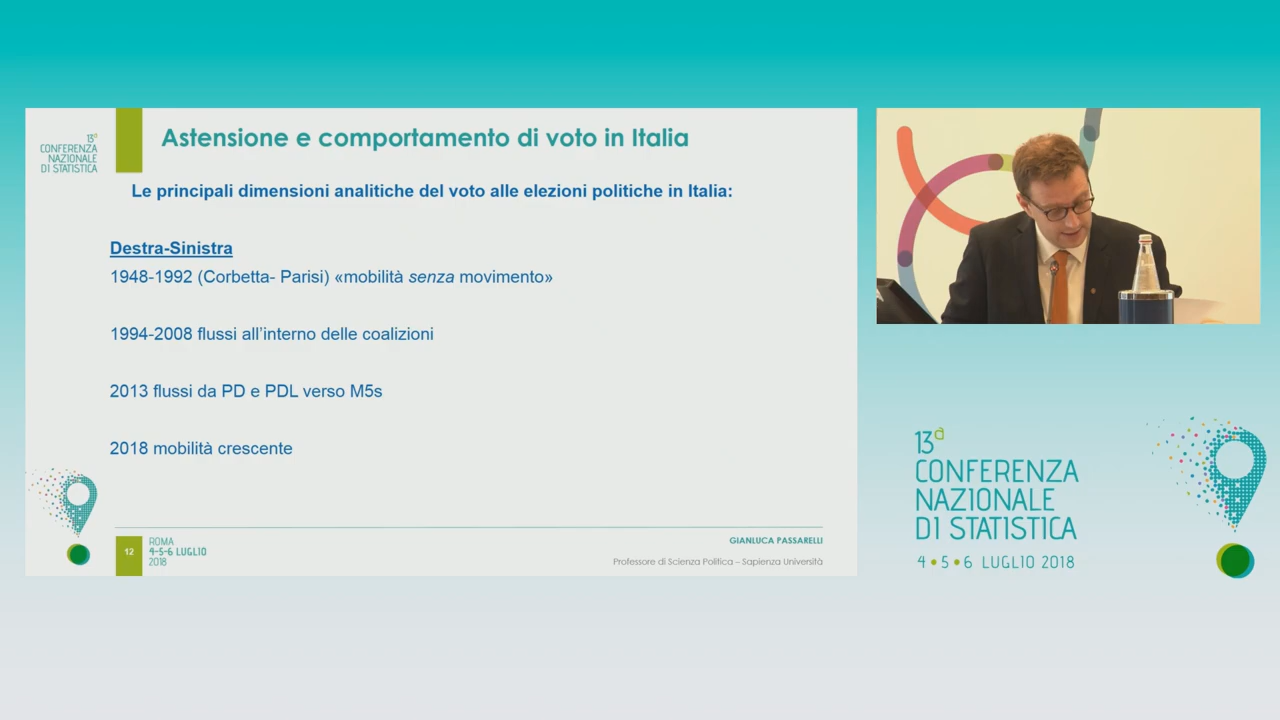 13ª
CONFERENZA
NAZIONALE
DI STATISTICA
Astensione e comportamento di voto in Italia
Le principali dimensioni analitiche del voto alle elezioni politiche in Italia:
Destra-Sinistra
1948-1992 (Corbetta- Parisi) «mobilità senza movimento»
1994-2008 flussi all'interno delle coalizioni
2013 flussi da PD e PDL verso M5s
2018 mobilità crescente
12
ROMA
4-5-6 LUGLIO
2018
GIANLUCA PASSARELLI
Professore di Scienza Politica – Sapienza Università
13ª
CONFERENZA
NAZIONALE
DI STATISTICA
4 • 5 • 6 LUGLIO 2018